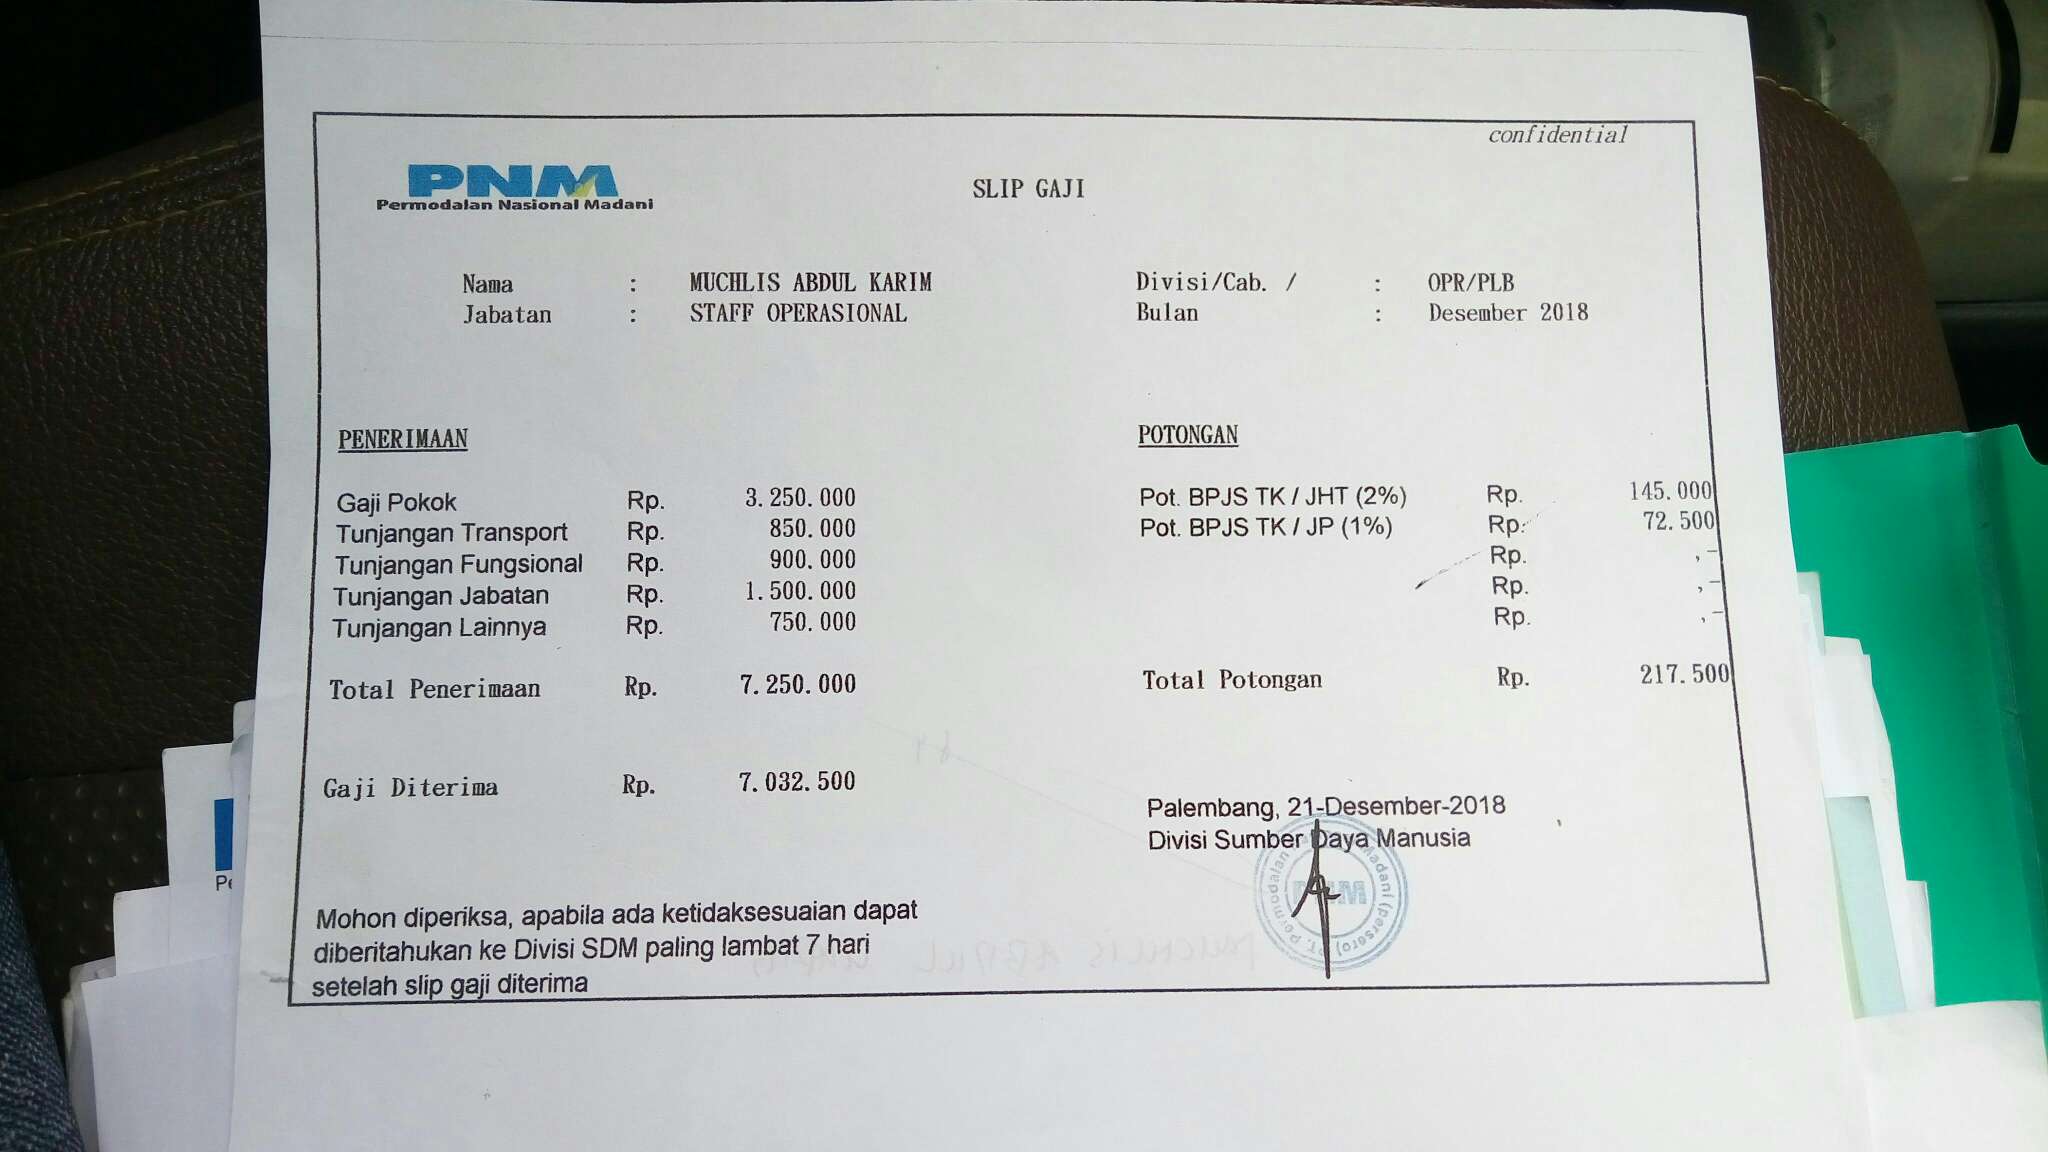 confidential
PNM
Permodalan Nasional Madani
SLIP GAJI
Nama : MUCHLIS ABDUL KARIM Divisi/Cab. / : OPR/PLB
Jabatan : STAFF OPERASIONAL Bulan : Desember 2018
PENERIMAAN POTONGAN
Gaji Pokok Rp. 3.250.000 Pot. BPJS TK / JHT (2%) Rp. 145.000
Tunjangan Transport Rp. 850.000 Pot. BPJS TK / JP (1%) Rp. 72.500
Tunjangan Fungsional Rp. 900.000 Rp. ,-
Tunjangan Jabatan Rp. 1.500.000 Rp. ,-
Tunjangan Lainnya Rp. 750.000 Rp. ,-
Total Penerimaan Rp. 7.250.000 Total Potongan Rp. 217.500
Gaji Diterima Rp. 7.032.500
Palembang, 21-Desember-2018
Divisi Sumber Daya Manusia
PT. Permodalan Madani (persero)
PNM
Mohon diperiksa, apabila ada ketidaksesuaian dapat
diberitahukan ke Divisi SDM paling lambat 7 hari
setelah slip gaji diterima